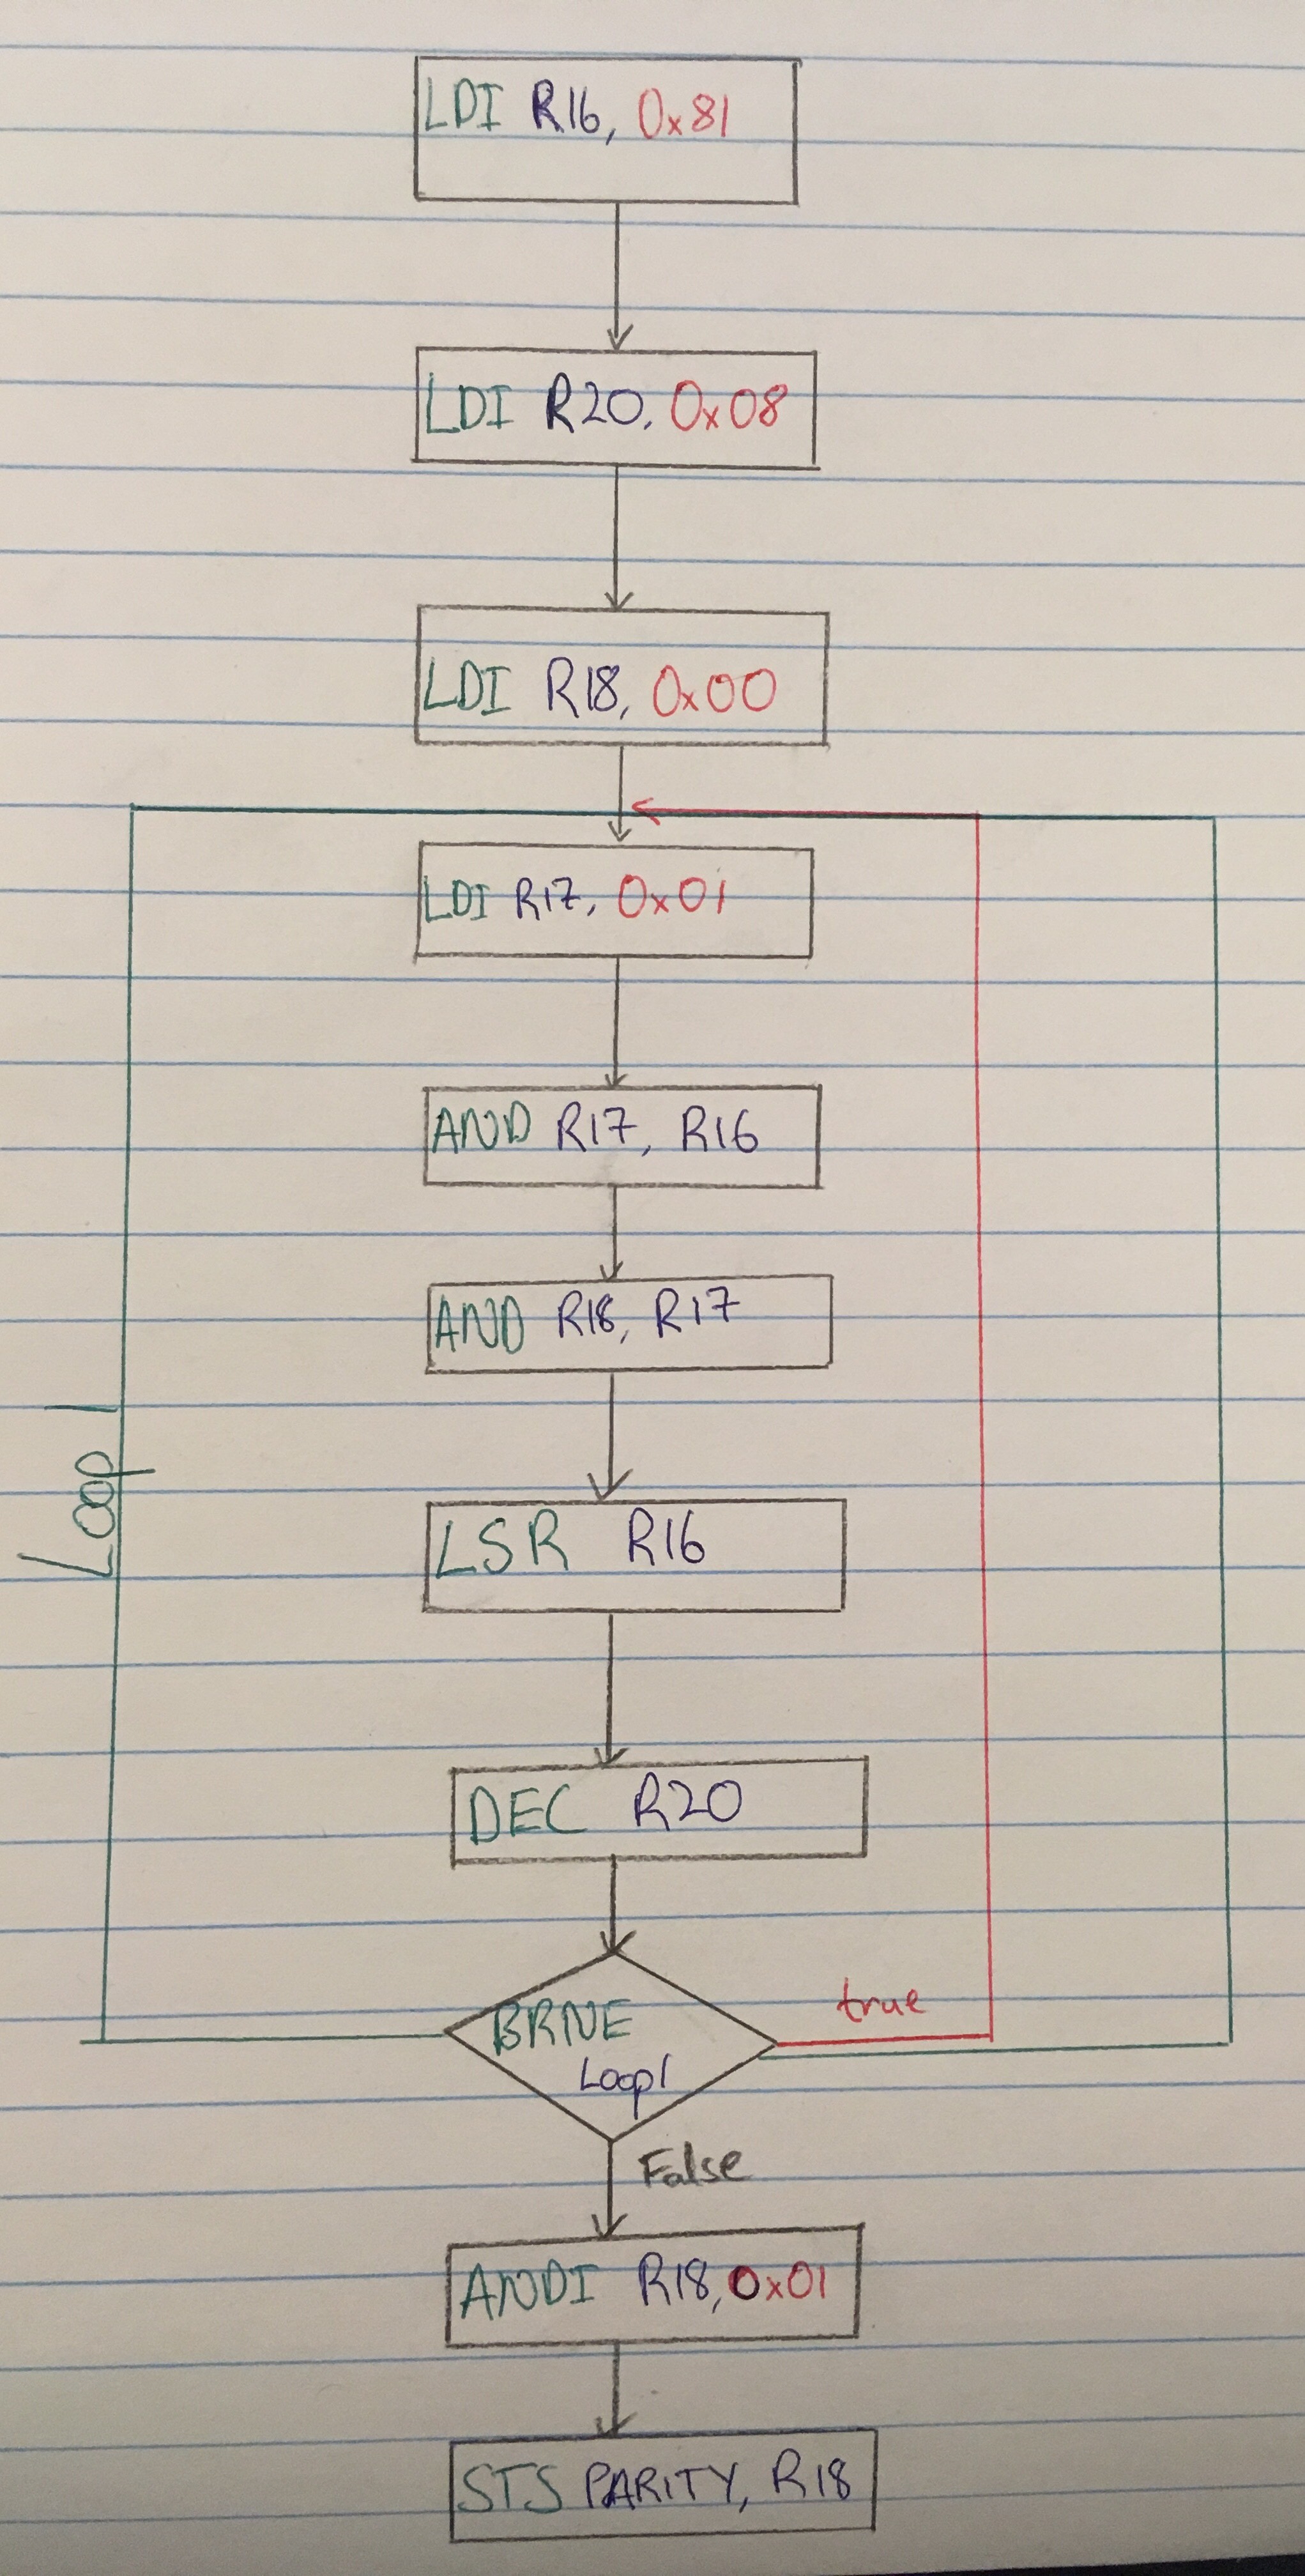 LDI R16, 0x81
LDI R20, 0x08
LDI R18, 0x00
LDI R17, 0x01
AND R17, R16
AND R18, R17
Loop 1
LSR R16
DEC R20
BRNE
Loop1
true
False
ANDI R18, 0x01
STS PARITY, R18